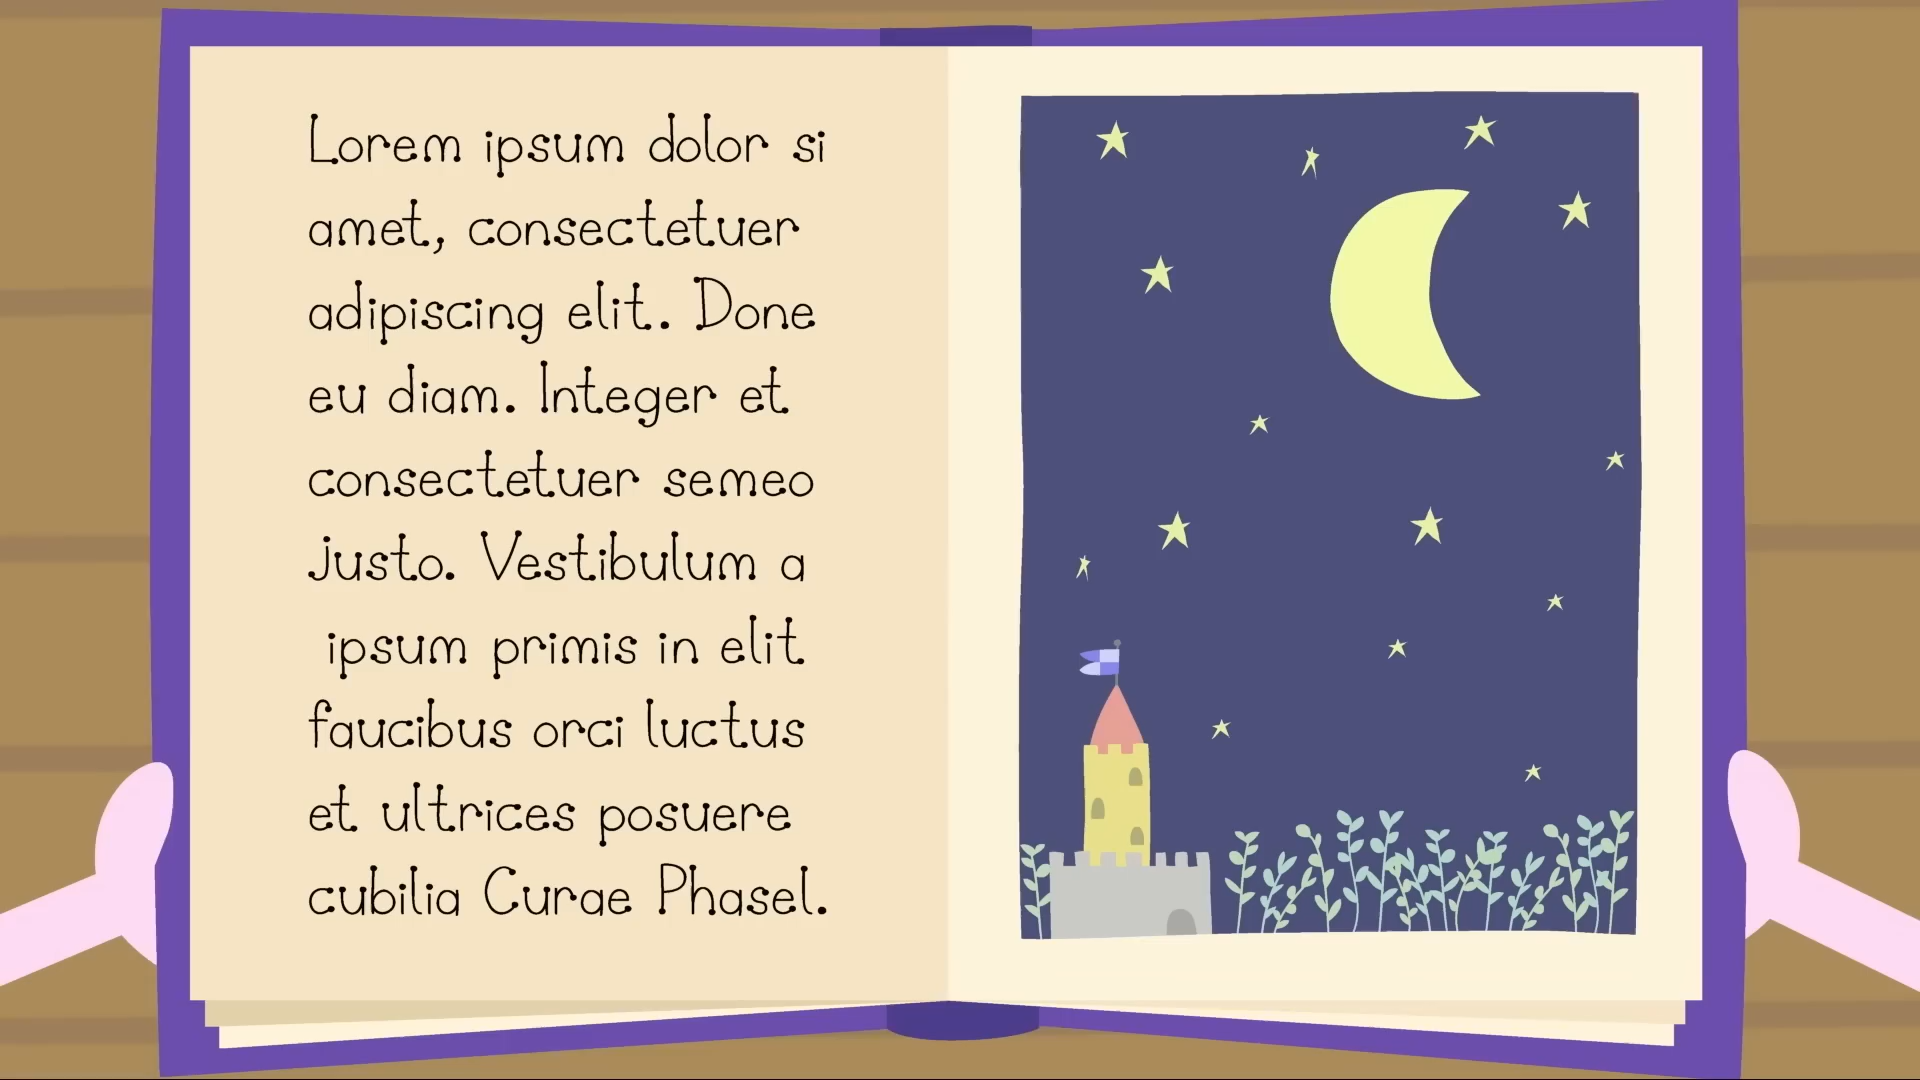 Lorem ipsum dolor si
amet, consectetuer
adipiscing elit. Done
eu diam. Integer et
consectetuer semeo
justo. Vestibulum a
ipsum primis in elit
faucibus orci luctus
et ultrices posuere
cubilia Curae Phasel.